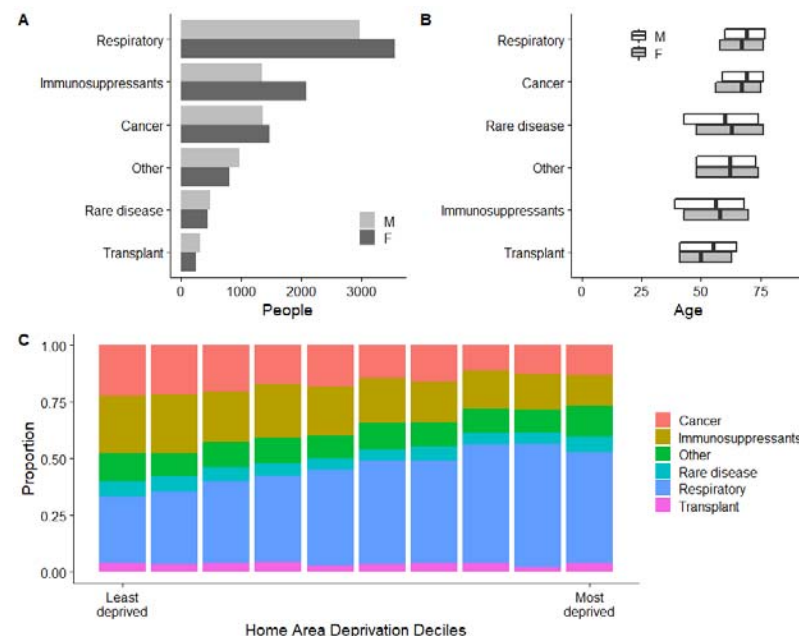 A
Respiratory
Immunosuppressants
Cancer
Other
Rare disease
Transplant
M
F
0
1000
2000
3000
People
B
M
F
Respiratory
Cancer
Rare disease
Other
Immunosuppressants
Transplant
0
25
50
75
Age
C
1.00
0.75
0.50
0.25
0.00
Proportion
Least
deprived
Most
deprived
Home Area Deprivation Deciles
Cancer
Immunosuppressants
Other
Rare disease
Respiratory
Transplant